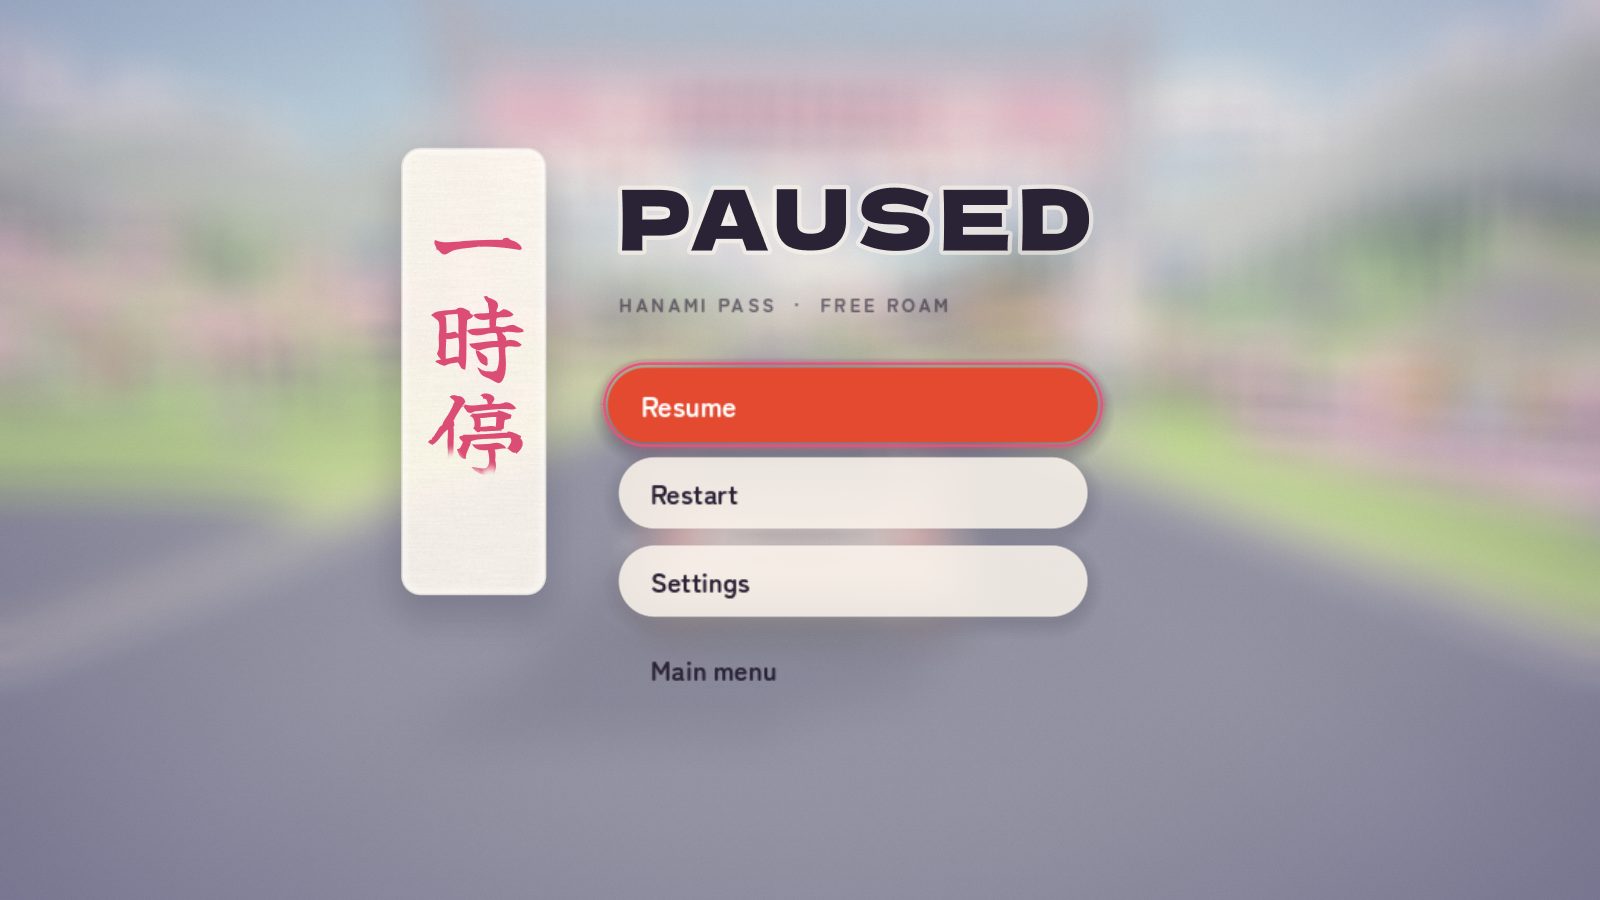 一時停
PAUSED
HANAMI PASS · FREE ROAM
Resume
Restart
Settings
Main menu